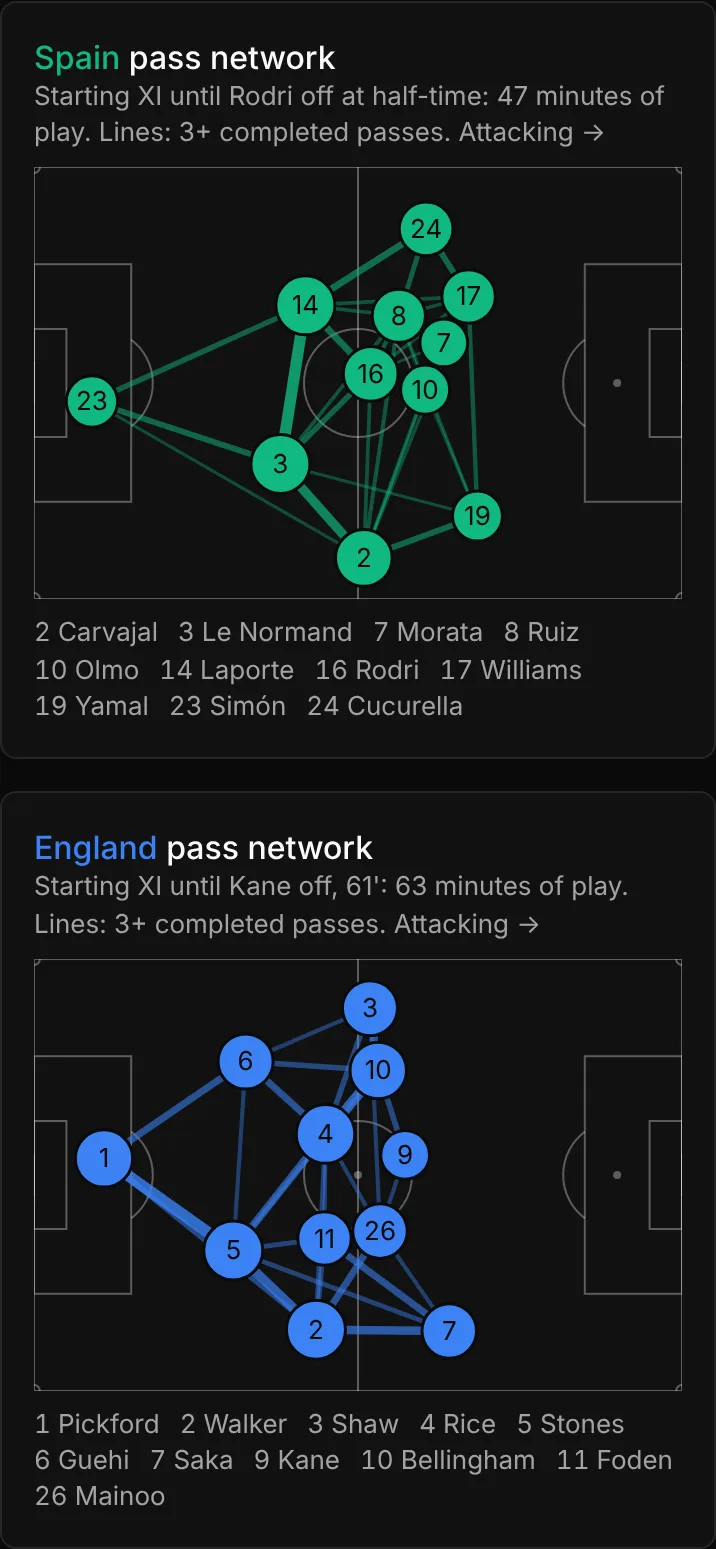 Spain pass network
Starting XI until Rodri off at half-time: 47 minutes of
play. Lines: 3+ completed passes. Attacking →
24
17
14
8
7
16
10
23
3
19
2
2 Carvajal 3 Le Normand 7 Morata 8 Ruiz
10 Olmo 14 Laporte 16 Rodri 17 Williams
19 Yamal 23 Simón 24 Cucurella
England pass network
Starting XI until Kane off, 61': 63 minutes of play.
Lines: 3+ completed passes. Attacking →
3
6
10
4
1
9
26
11
5
2
7
1 Pickford 2 Walker 3 Shaw 4 Rice 5 Stones
6 Guehi 7 Saka 9 Kane 10 Bellingham 11 Foden
26 Mainoo